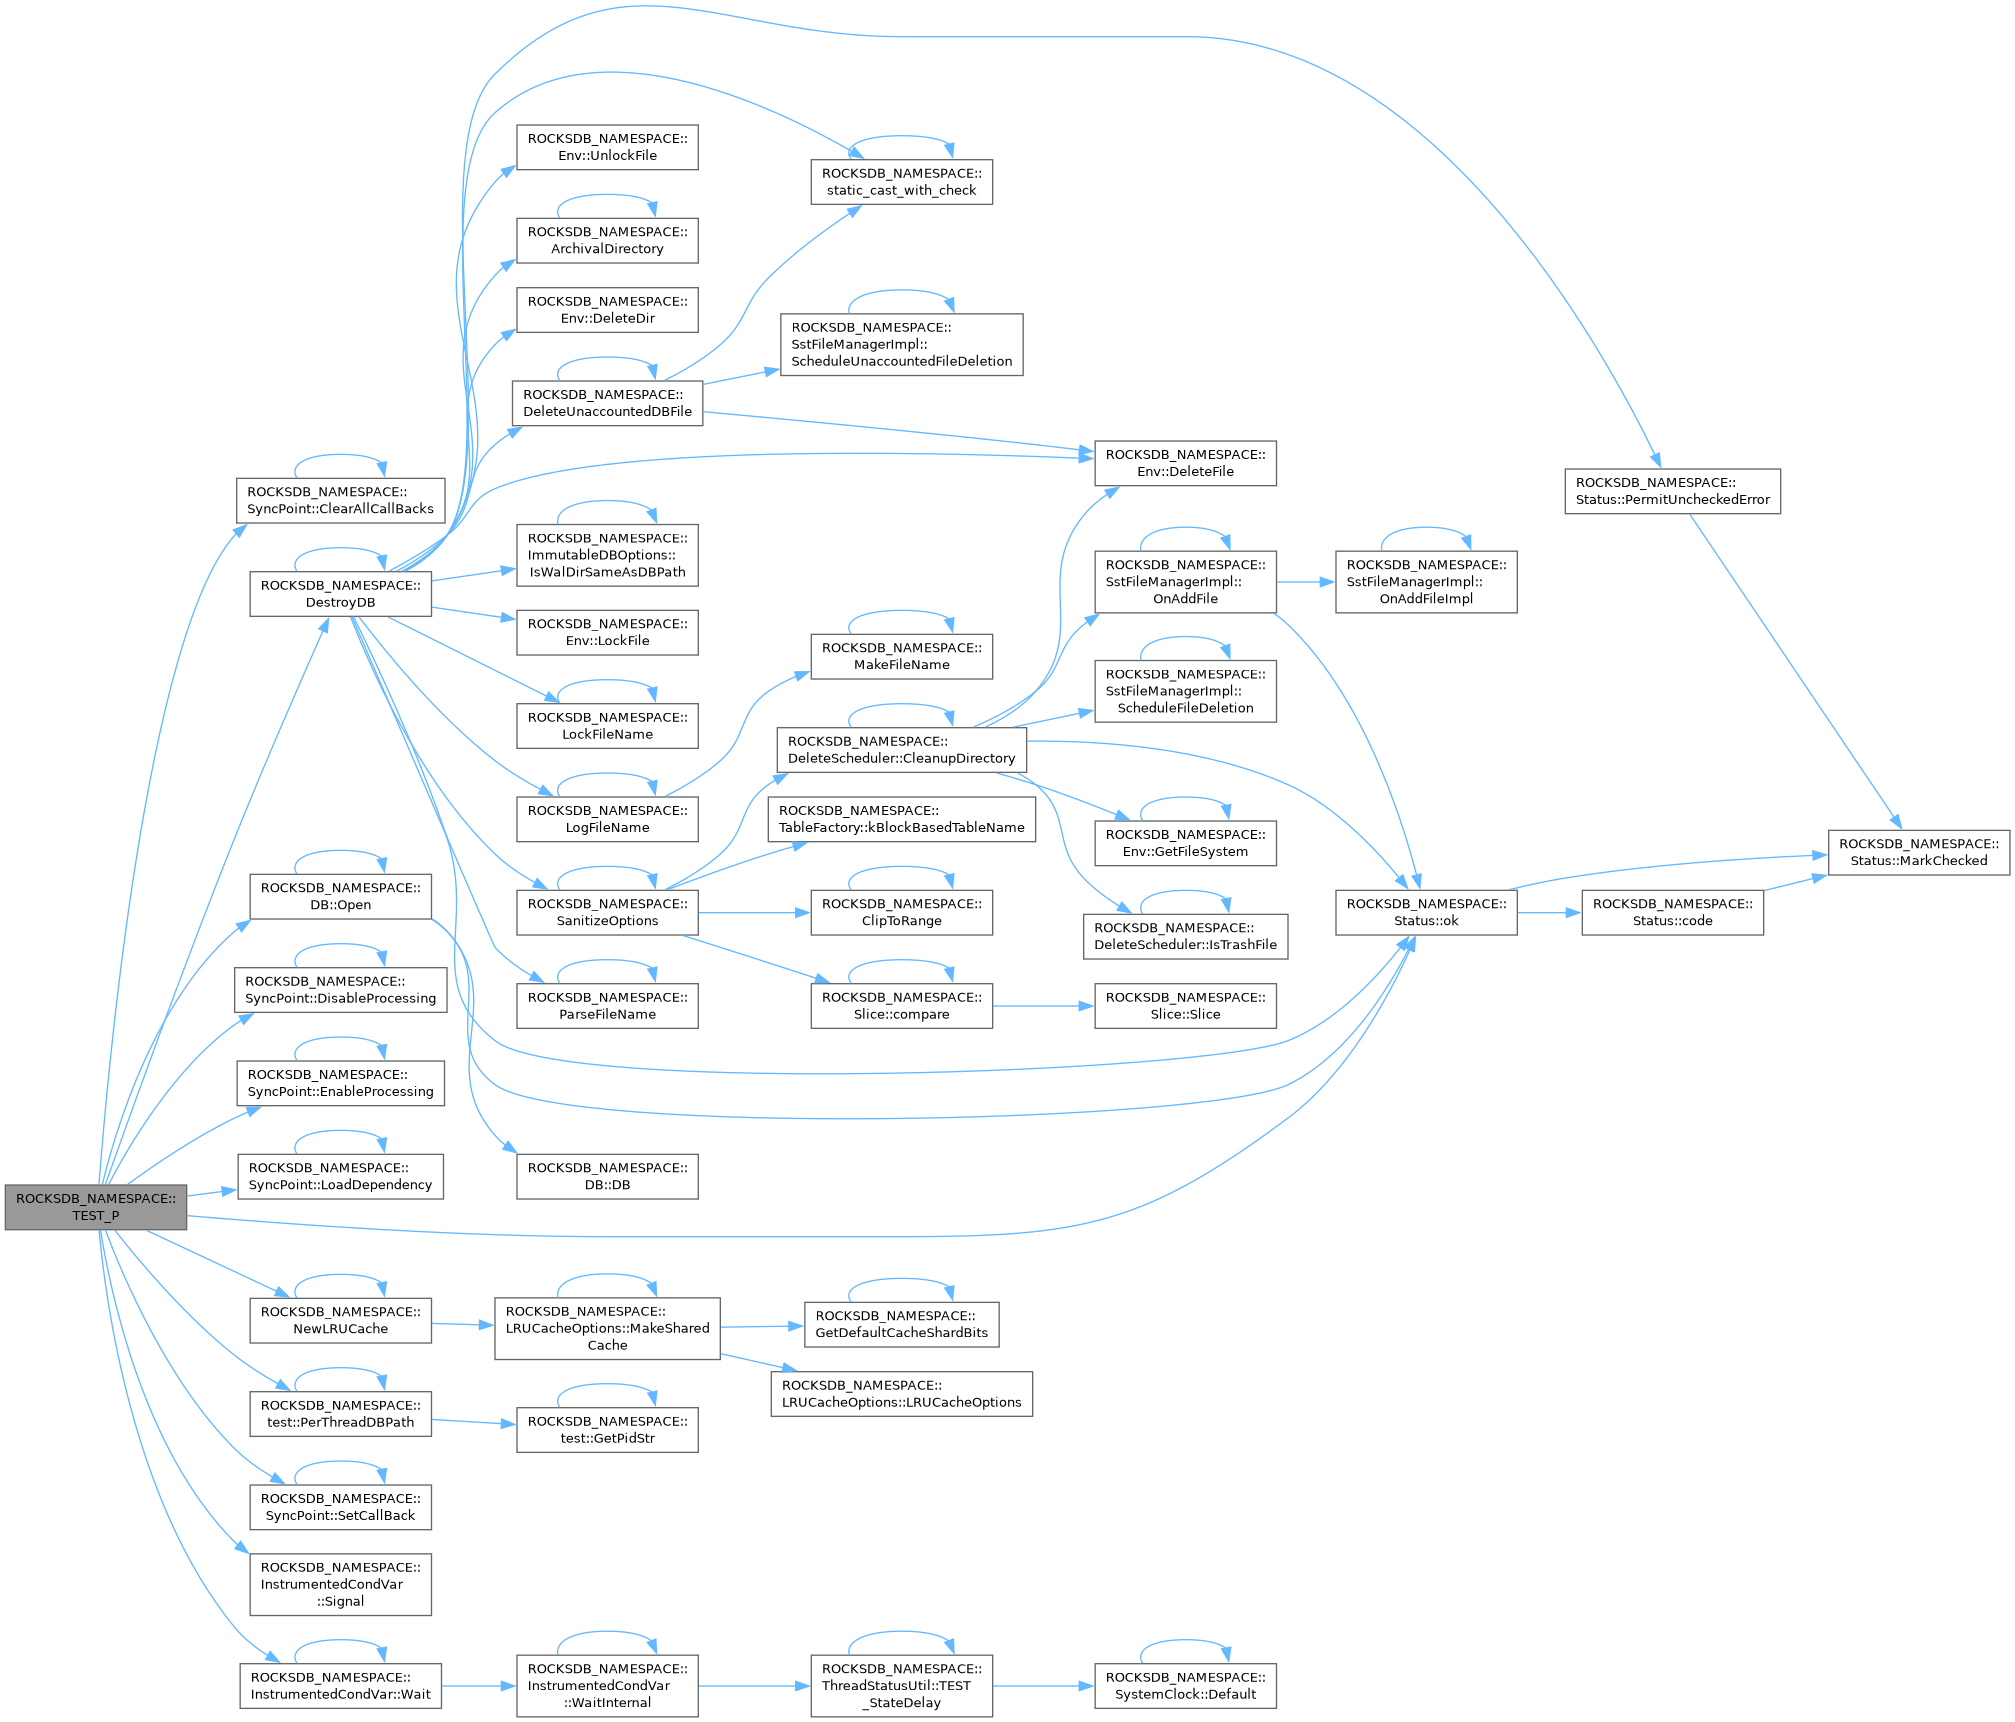 ROCKSDB_NAMESPACE::
TEST_P
ROCKSDB_NAMESPACE::
SyncPoint::ClearAllCallBacks
ROCKSDB_NAMESPACE::
DestroyDB
ROCKSDB_NAMESPACE::
DB::Open
ROCKSDB_NAMESPACE::
SyncPoint::DisableProcessing
ROCKSDB_NAMESPACE::
SyncPoint::EnableProcessing
ROCKSDB_NAMESPACE::
SyncPoint::LoadDependency
ROCKSDB_NAMESPACE::
NewLRUCache
ROCKSDB_NAMESPACE::
test::PerThreadDBPath
ROCKSDB_NAMESPACE::
SyncPoint::SetCallBack
ROCKSDB_NAMESPACE::
InstrumentedCondVar
::Signal
ROCKSDB_NAMESPACE::
InstrumentedCondVar::Wait
ROCKSDB_NAMESPACE::
Env::UnlockFile
ROCKSDB_NAMESPACE::
ArchivalDirectory
ROCKSDB_NAMESPACE::
Env::DeleteDir
ROCKSDB_NAMESPACE::
DeleteUnaccountedDBFile
ROCKSDB_NAMESPACE::
ImmutableDBOptions::
IsWalDirSameAsDBPath
ROCKSDB_NAMESPACE::
Env::LockFile
ROCKSDB_NAMESPACE::
LockFileName
ROCKSDB_NAMESPACE::
LogFileName
ROCKSDB_NAMESPACE::
SanitizeOptions
ROCKSDB_NAMESPACE::
ParseFileName
ROCKSDB_NAMESPACE::
DB::DB
ROCKSDB_NAMESPACE::
LRUCacheOptions::MakeShared
Cache
ROCKSDB_NAMESPACE::
test::GetPidStr
ROCKSDB_NAMESPACE::
InstrumentedCondVar
::WaitInternal
ROCKSDB_NAMESPACE::
static_cast_with_check
ROCKSDB_NAMESPACE::
SstFileManagerImpl::
ScheduleUnaccountedFileDeletion
ROCKSDB_NAMESPACE::
MakeFileName
ROCKSDB_NAMESPACE::
DeleteScheduler::CleanupDirectory
ROCKSDB_NAMESPACE::
TableFactory::kBlockBasedTableName
ROCKSDB_NAMESPACE::
ClipToRange
ROCKSDB_NAMESPACE::
Slice::compare
ROCKSDB_NAMESPACE::
GetDefaultCacheShardBits
ROCKSDB_NAMESPACE::
LRUCacheOptions::LRUCacheOptions
ROCKSDB_NAMESPACE::
ThreadStatusUtil::TEST
_StateDelay
ROCKSDB_NAMESPACE::
Env::DeleteFile
ROCKSDB_NAMESPACE::
SstFileManagerImpl::
OnAddFile
ROCKSDB_NAMESPACE::
SstFileManagerImpl::
ScheduleFileDeletion
ROCKSDB_NAMESPACE::
Env::GetFileSystem
ROCKSDB_NAMESPACE::
DeleteScheduler::IsTrashFile
ROCKSDB_NAMESPACE::
Slice::Slice
ROCKSDB_NAMESPACE::
SystemClock::Default
ROCKSDB_NAMESPACE::
SstFileManagerImpl::
OnAddFileImpl
ROCKSDB_NAMESPACE::
Status::ok
ROCKSDB_NAMESPACE::
Status::PermitUncheckedError
ROCKSDB_NAMESPACE::
Status::code
ROCKSDB_NAMESPACE::
Status::MarkChecked